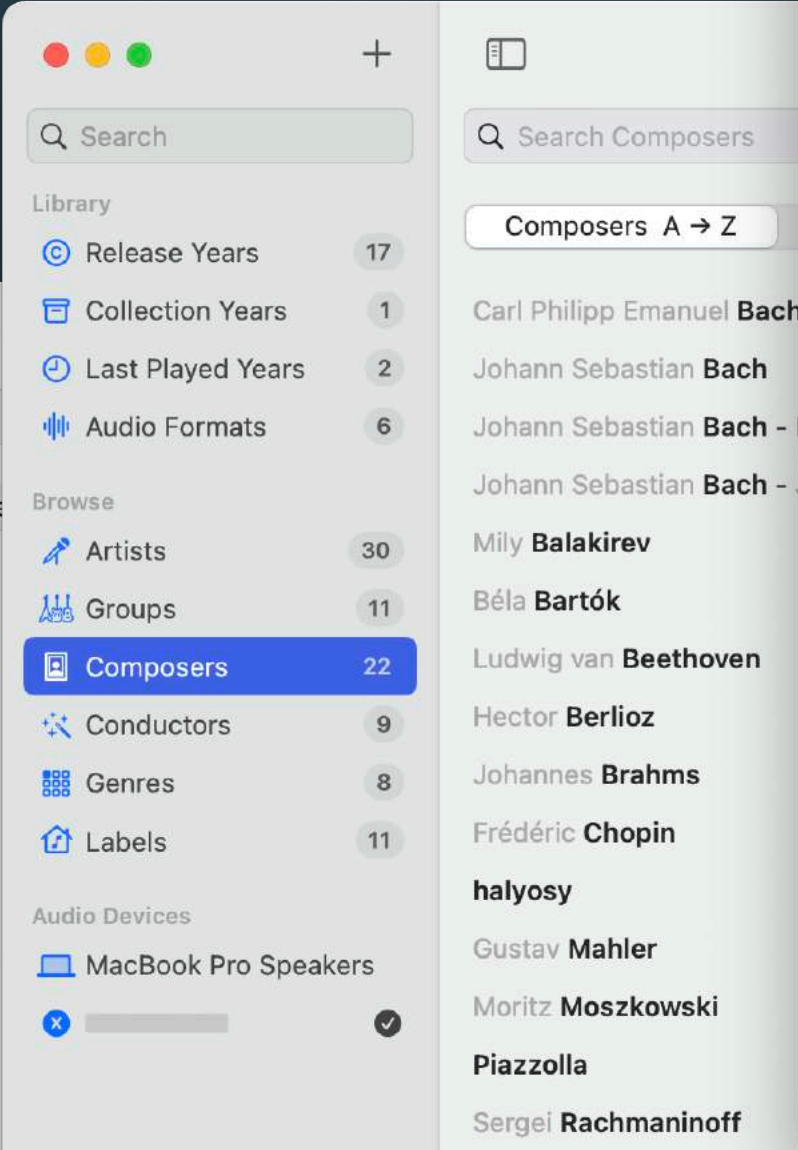 Search
Library
Release Years 17
Collection Years 1
Last Played Years 2
Audio Formats 6
Browse
Artists 30
Groups 11
Composers 22
Conductors 9
Genres 8
Labels 11
Audio Devices
MacBook Pro Speakers
Search Composers
Composers A → Z
Carl Philipp Emanuel Bach
Johann Sebastian Bach
Johann Sebastian Bach -
Johann Sebastian Bach -
Mily Balakirev
Béla Bartók
Ludwig van Beethoven
Hector Berlioz
Johannes Brahms
Frédéric Chopin
halyosy
Gustav Mahler
Moritz Moszkowski
Piazzolla
Sergei Rachmaninoff